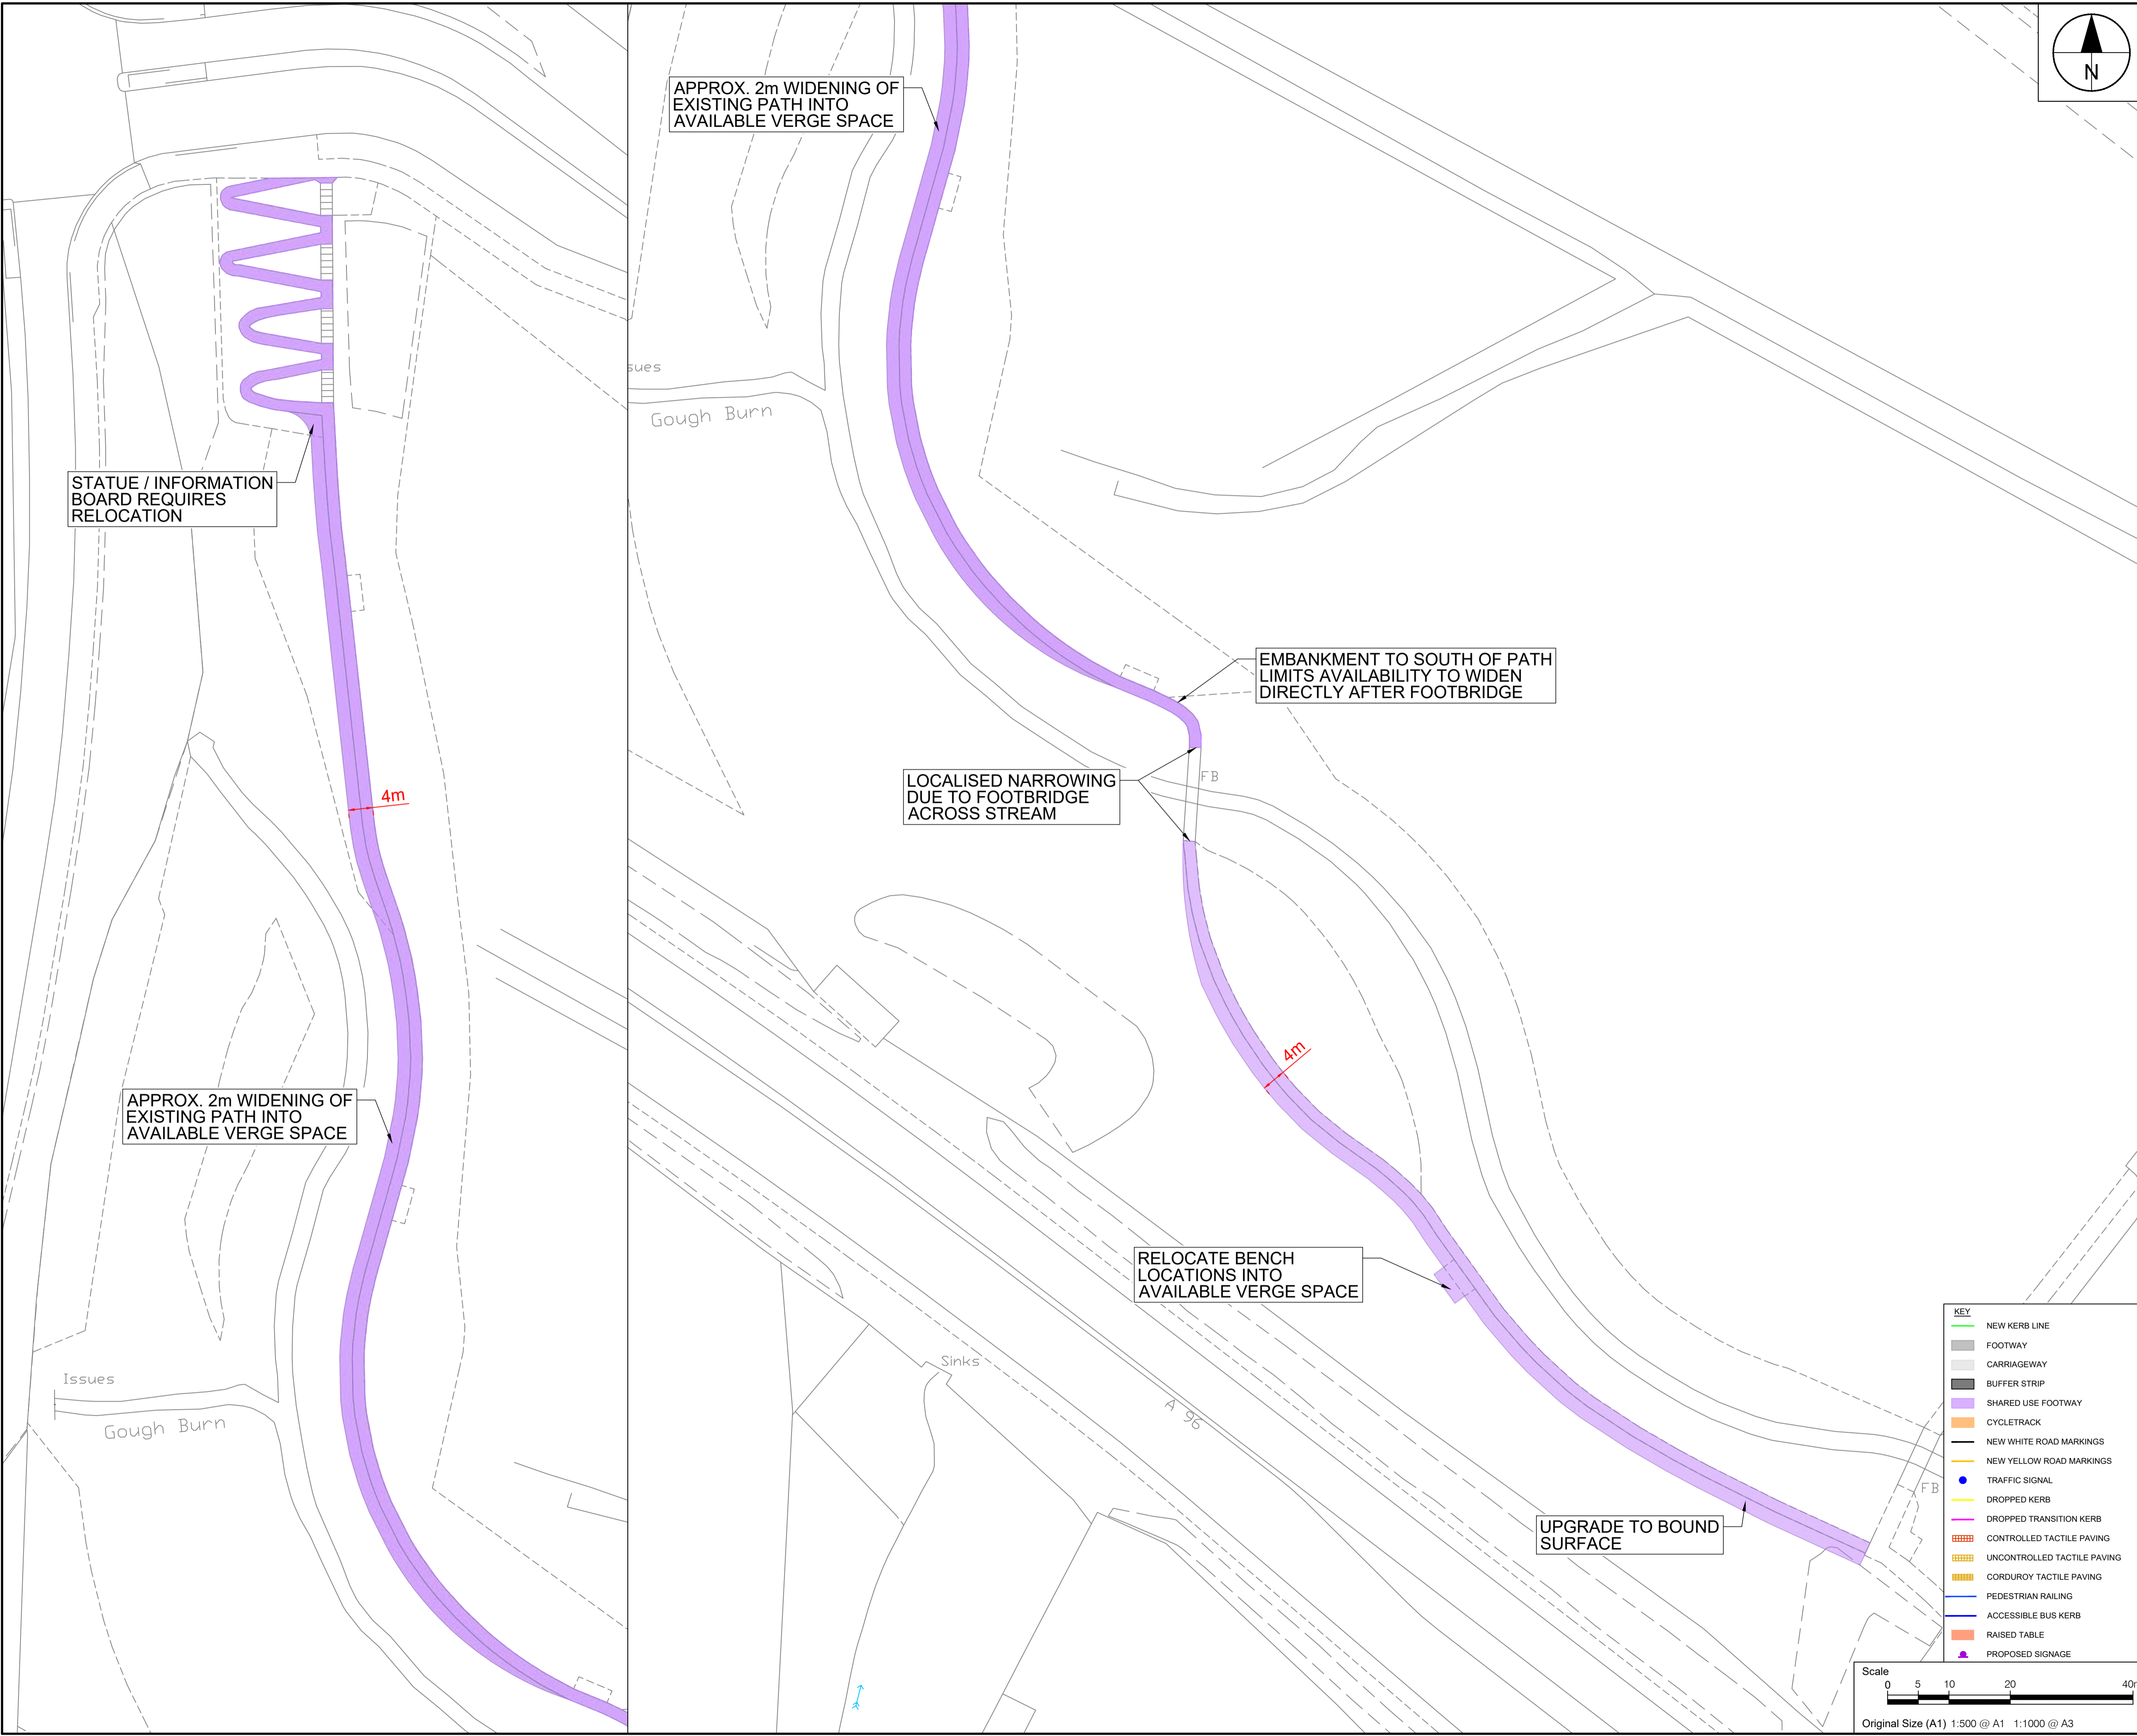 STATUE / INFORMATION
BOARD REQUIRES
RELOCATION
4m
APPROX. 2m WIDENING OF
EXISTING PATH INTO
AVAILABLE VERGE SPACE
Issues
Gough Burn
APPROX. 2m WIDENING OF
EXISTING PATH INTO
AVAILABLE VERGE SPACE
sues
Gough Burn
EMBANKMENT TO SOUTH OF PATH
LIMITS AVAILABILITY TO WIDEN
DIRECTLY AFTER FOOTBRIDGE
LOCALISED NARROWING
DUE TO FOOTBRIDGE
ACROSS STREAM
FB
4m
RELOCATE BENCH
LOCATIONS INTO
AVAILABLE VERGE SPACE
Sinks
A 96
UPGRADE TO BOUND
SURFACE
FB
N
KEY
NEW KERB LINE
FOOTWAY
CARRIAGEWAY
BUFFER STRIP
SHARED USE FOOTWAY
CYCLETRACK
NEW WHITE ROAD MARKINGS
NEW YELLOW ROAD MARKINGS
TRAFFIC SIGNAL
DROPPED KERB
DROPPED TRANSITION KERB
CONTROLLED TACTILE PAVING
UNCONTROLLED TACTILE PAVING
CORDUROY TACTILE PAVING
PEDESTRIAN RAILING
ACCESSIBLE BUS KERB
RAISED TABLE
PROPOSED SIGNAGE
Scale
0 5 10 20 40m
Original Size (A1) 1:500 @ A1 1:1000 @ A3